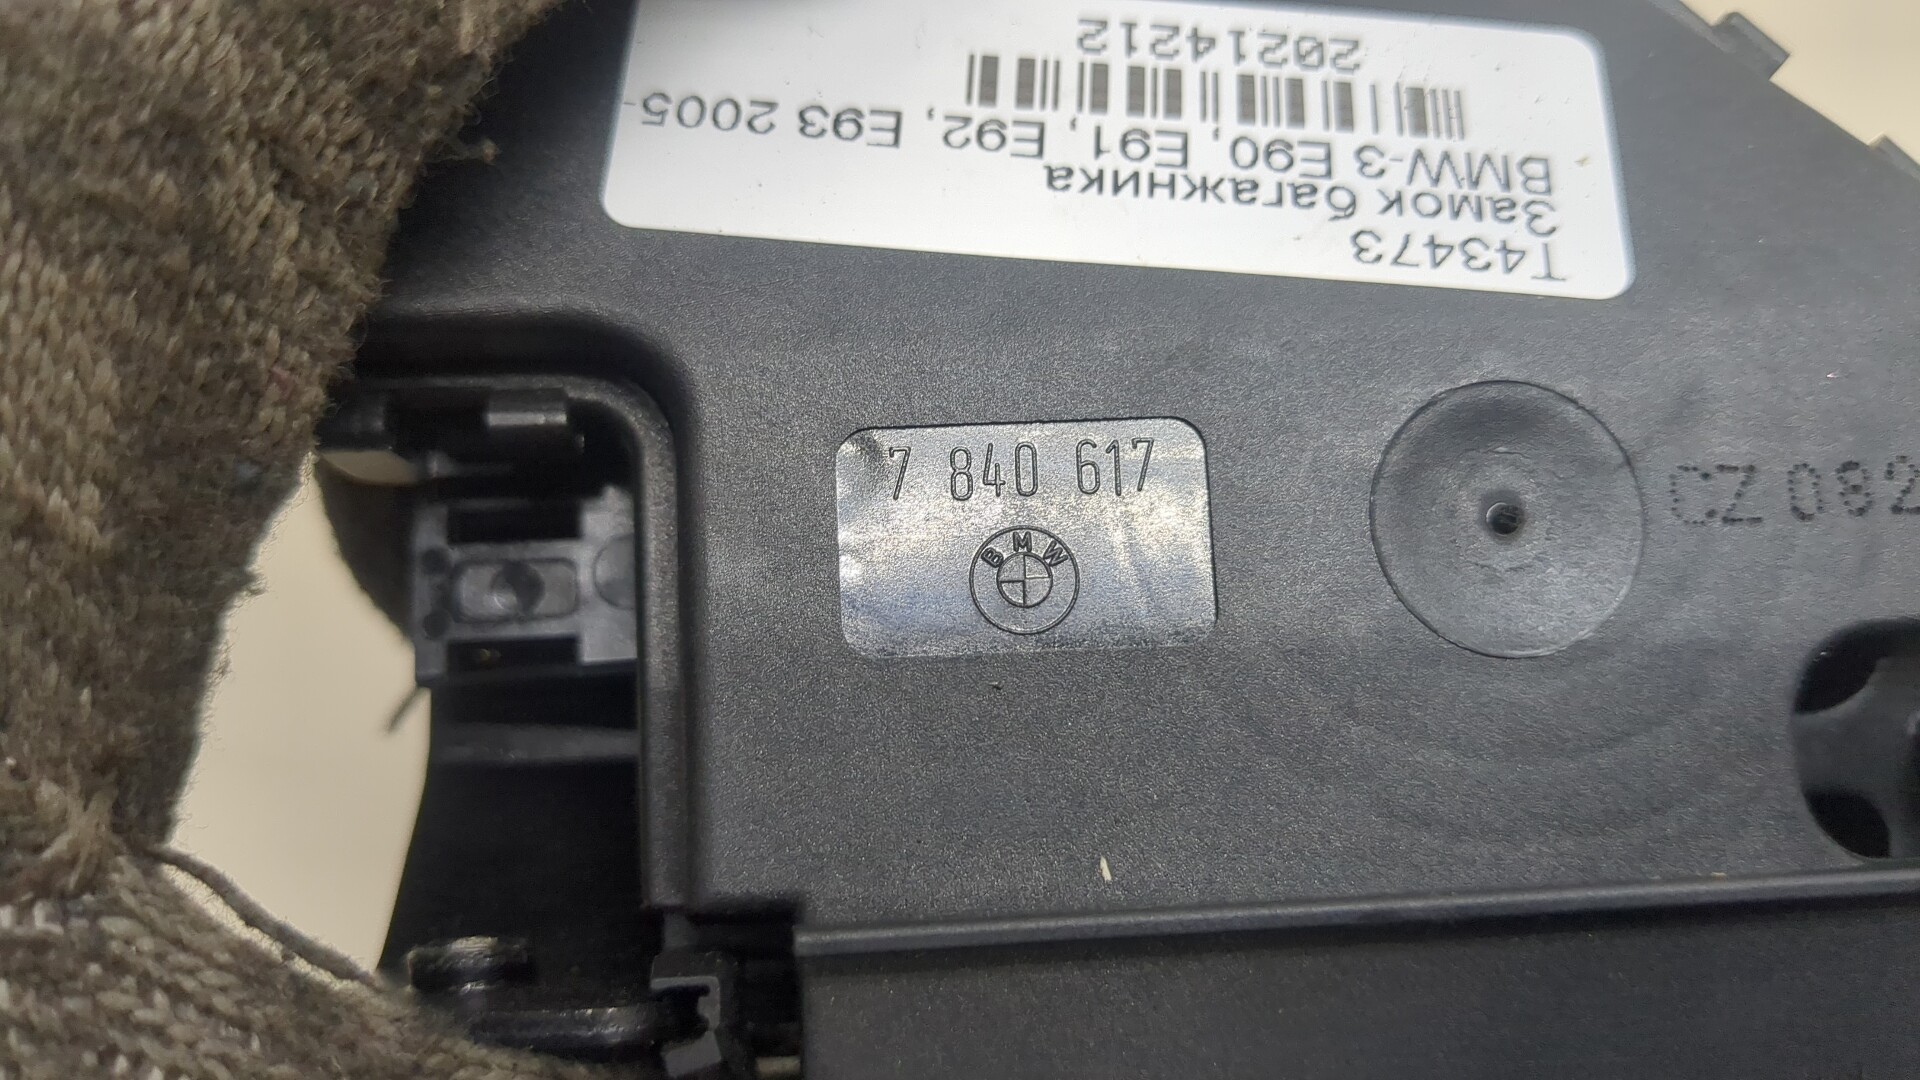 T43473
Замок багажника
BMW-3 E90, E91, E92, E93 2005-
20214212
7 840 617
BMW
CZ 082